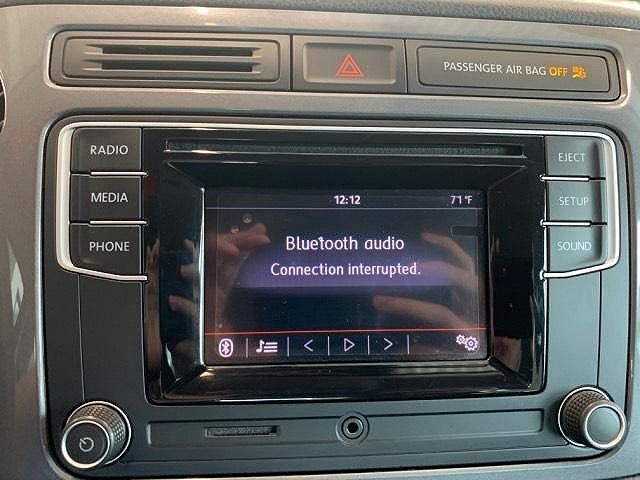 PASSENGER AIR BAG OFF
RADIO
MEDIA
PHONE
EJECT
SETUP
SOUND
12:12
71°F
Bluetooth audio
Connection interrupted.